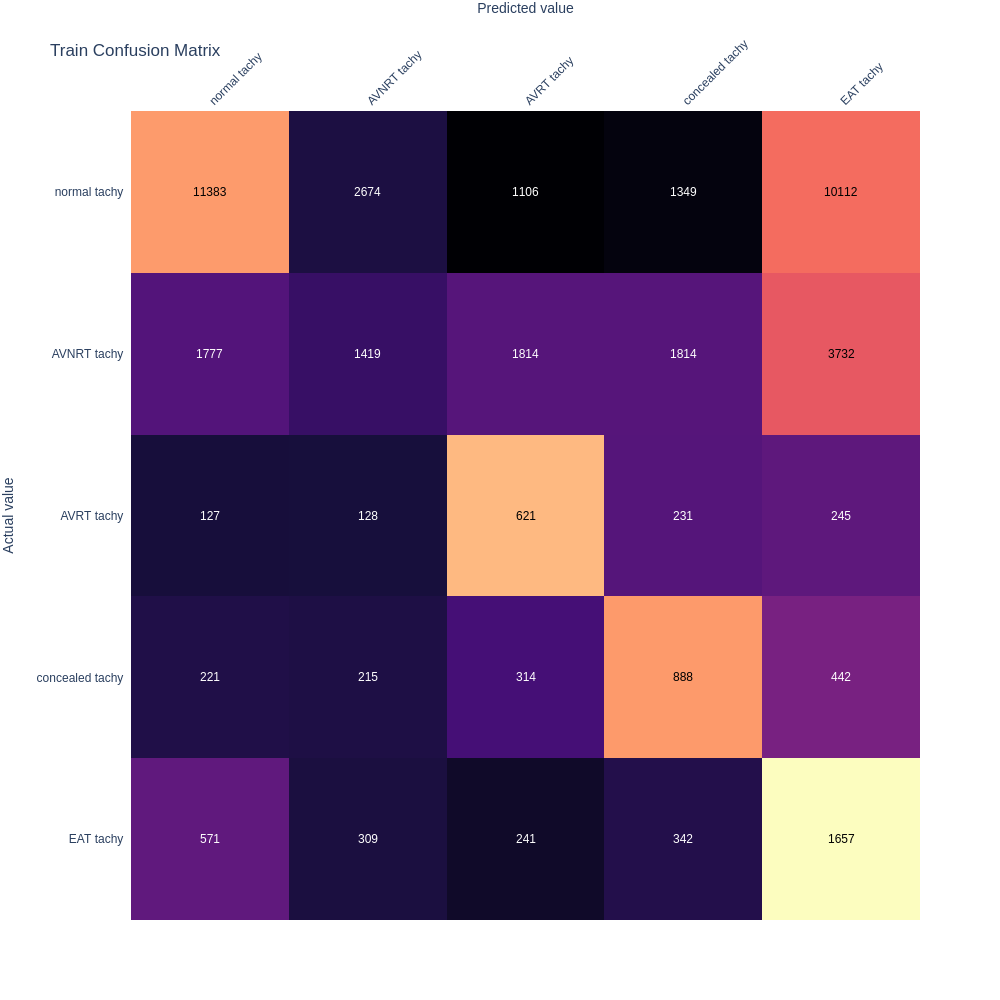 Predicted value
Train Confusion Matrix
normal tachy
AVNRT tachy
AVRT tachy
concealed tachy
EAT tachy
normal tachy 11383 2674 1106 1349 10112
AVNRT tachy 1777 1419 1814 1814 3732
AVRT tachy 127 128 621 231 245
concealed tachy 221 215 314 888 442
EAT tachy 571 309 241 342 1657
Actual value